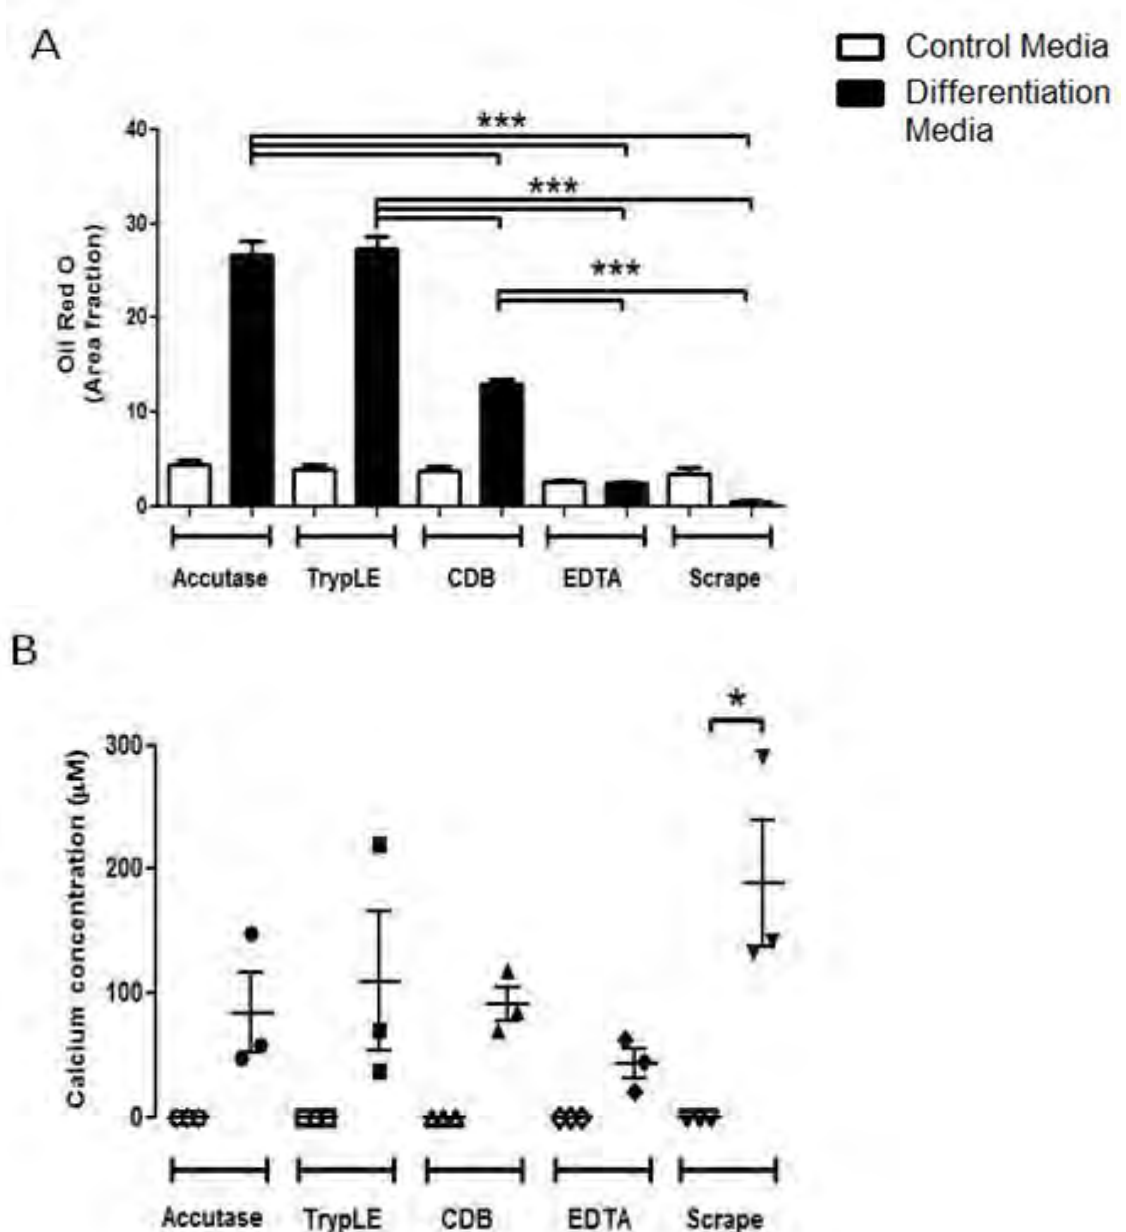 A
Control Media
Differentiation
Media
***
***
***
40
30
20
10
0
Oil Red O
(Area fraction)
Accutase TrypLE CDB EDTA Scrape
B
*
300
200
100
0
Calcium concentration (µM)
Accutase TrypLE CDB EDTA Scrape